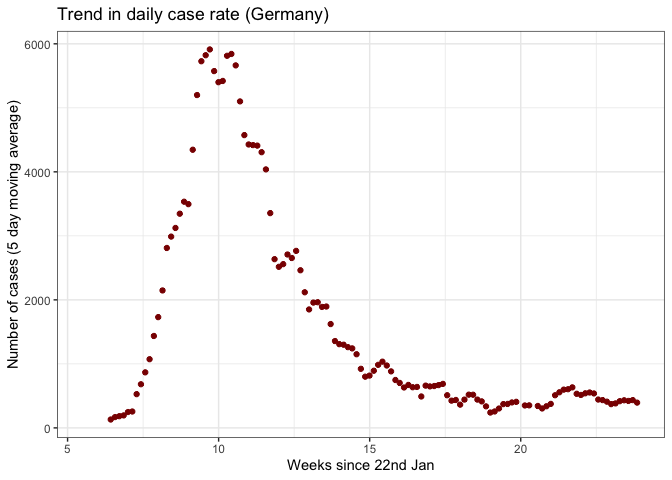 Trend in daily case rate (Germany)
Number of cases (5 day moving average)
6000
4000
2000
0
5
10
15
20
Weeks since 22nd Jan